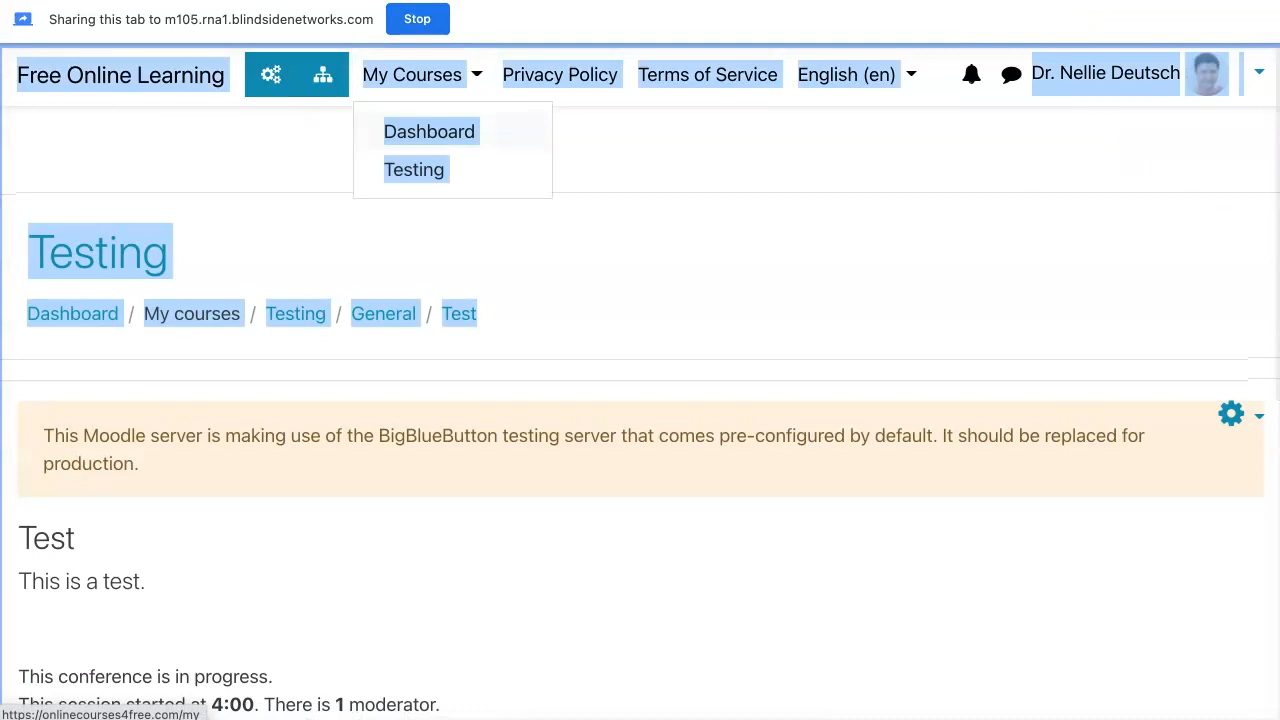 Sharing this tab to m105.rna1.blindsidenetworks.com Stop
Free Online Learning My Courses Privacy Policy Terms of Service English (en) Dr. Nellie Deutsch
Dashboard
Testing
Testing
Dashboard / My courses / Testing / General / Test
This Moodle server is making use of the BigBlueButton testing server that comes pre-configured by default. It should be replaced for
production.
Test
This is a test.
This conference is in progress.
This session started at 4:00. There is 1 moderator.
https://onlinecourses4free.com/my